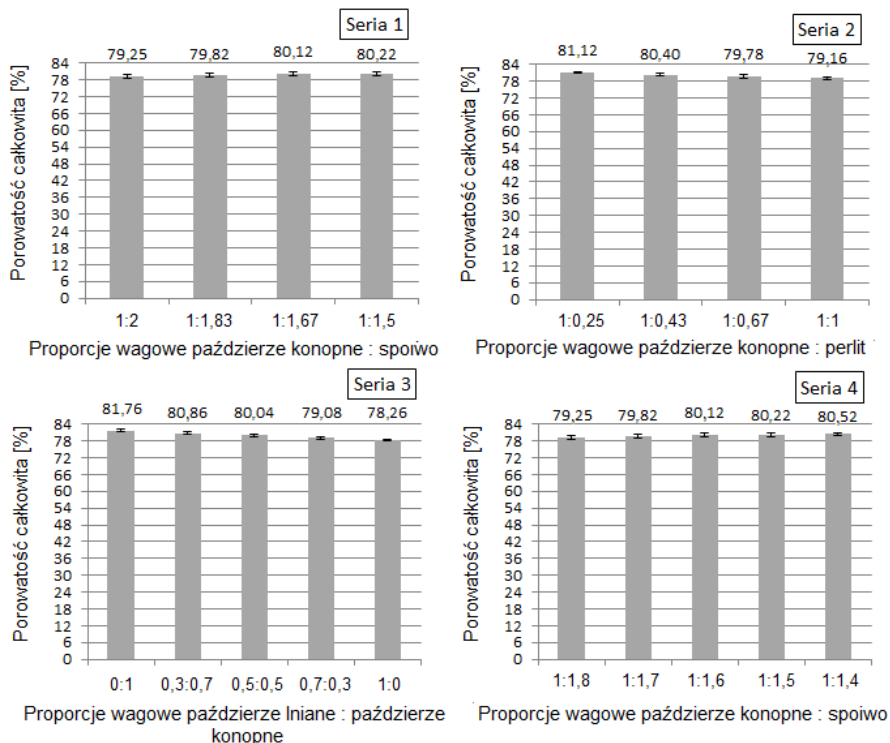 Seria 1
Porowatość całkowita [%]
84
78
72
66
60
54
48
42
36
30
24
18
12
6
0
79,25 79,82 80,12 80,22
1:2 1:1,83 1:1,67 1:1,5
Proporcje wagowe paździerze konopne : spoiwo
Seria 2
Porowatość całkowita [%]
84
78
72
66
60
54
48
42
36
30
24
18
12
6
0
81,12 80,40 79,78 79,16
1:0,25 1:0,43 1:0,67 1:1
Proporcje wagowe paździerze konopne : perlit
Seria 3
Porowatość całkowita [%]
84
78
72
66
60
54
48
42
36
30
24
18
12
6
0
81,76 80,86 80,04 79,08 78,26
0:1 0,3:0,7 0,5:0,5 0,7:0,3 1:0
Proporcje wagowe paździerze lniane : paździerze
konopne
Seria 4
Porowatość całkowita [%]
84
78
72
66
60
54
48
42
36
30
24
18
12
6
0
79,25 79,82 80,12 80,22 80,52
1:1,8 1:1,7 1:1,6 1:1,5 1:1,4
Proporcje wagowe paździerze konopne : spoiwo